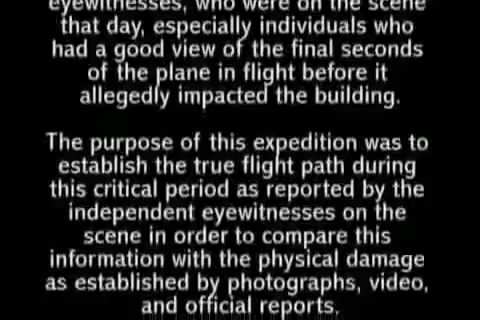 eyewitnesses, who were on the scene
that day, especially individuals who
had a good view of the final seconds
of the plane in flight before it
allegedly impacted the building.
The purpose of this expedition was to
establish the true flight path during
this critical period as reported by the
independent eyewitnesses on the
scene in order to compare this
information with the physical damage
as established by photographs, video,
and official reports.